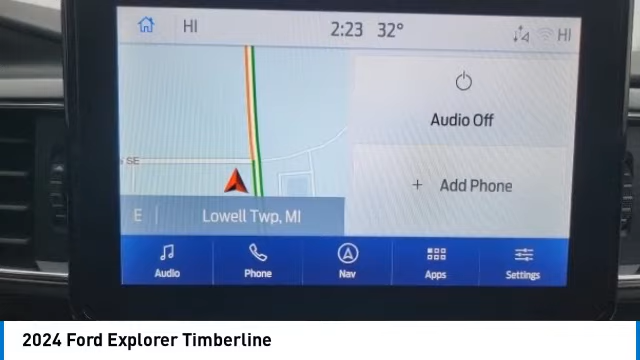 HI 2:23 32° HI
Audio Off
SE
+ Add Phone
E Lowell Twp, MI
Audio Phone Nav Apps Settings
2024 Ford Explorer Timberline